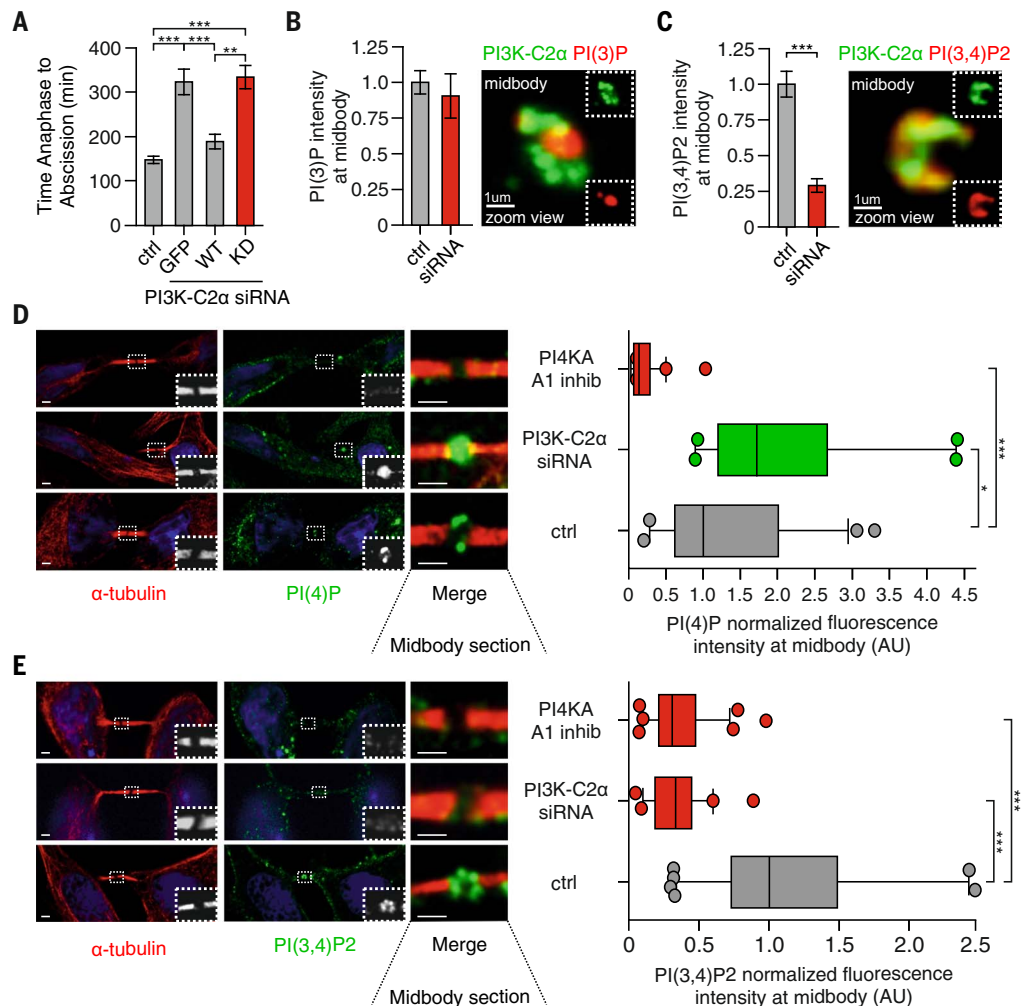 A
Time Anaphase to
Abscission (min)
400
300
200
100
0
***
*** ***
**
ctrl
GFP
WT
KD
PI3K-C2α siRNA
B
PI(3)P intensity
at midbody
1.25
1
0.75
0.5
0.25
0
ctrl
siRNA
PI3K-C2α PI(3)P
midbody
1um
zoom view
C
PI(3,4)P2 intensity
at midbody
1.25
1
0.75
0.5
0.25
0
***
ctrl
siRNA
PI3K-C2α PI(3,4)P2
midbody
1um
zoom view
D
α-tubulin
PI(4)P
Merge
Midbody section
PI4KA
A1 inhib
PI3K-C2α
siRNA
ctrl
***
*
0 0.5 1.0 1.5 2.0 2.5 3.0 3.5 4.0 4.5
PI(4)P normalized fluorescence
intensity at midbody (AU)
E
α-tubulin
PI(3,4)P2
Merge
Midbody section
PI4KA
A1 inhib
PI3K-C2α
siRNA
ctrl
***
***
0 0.5 1.0 1.5 2.0 2.5
PI(3,4)P2 normalized fluorescence
intensity at midbody (AU)